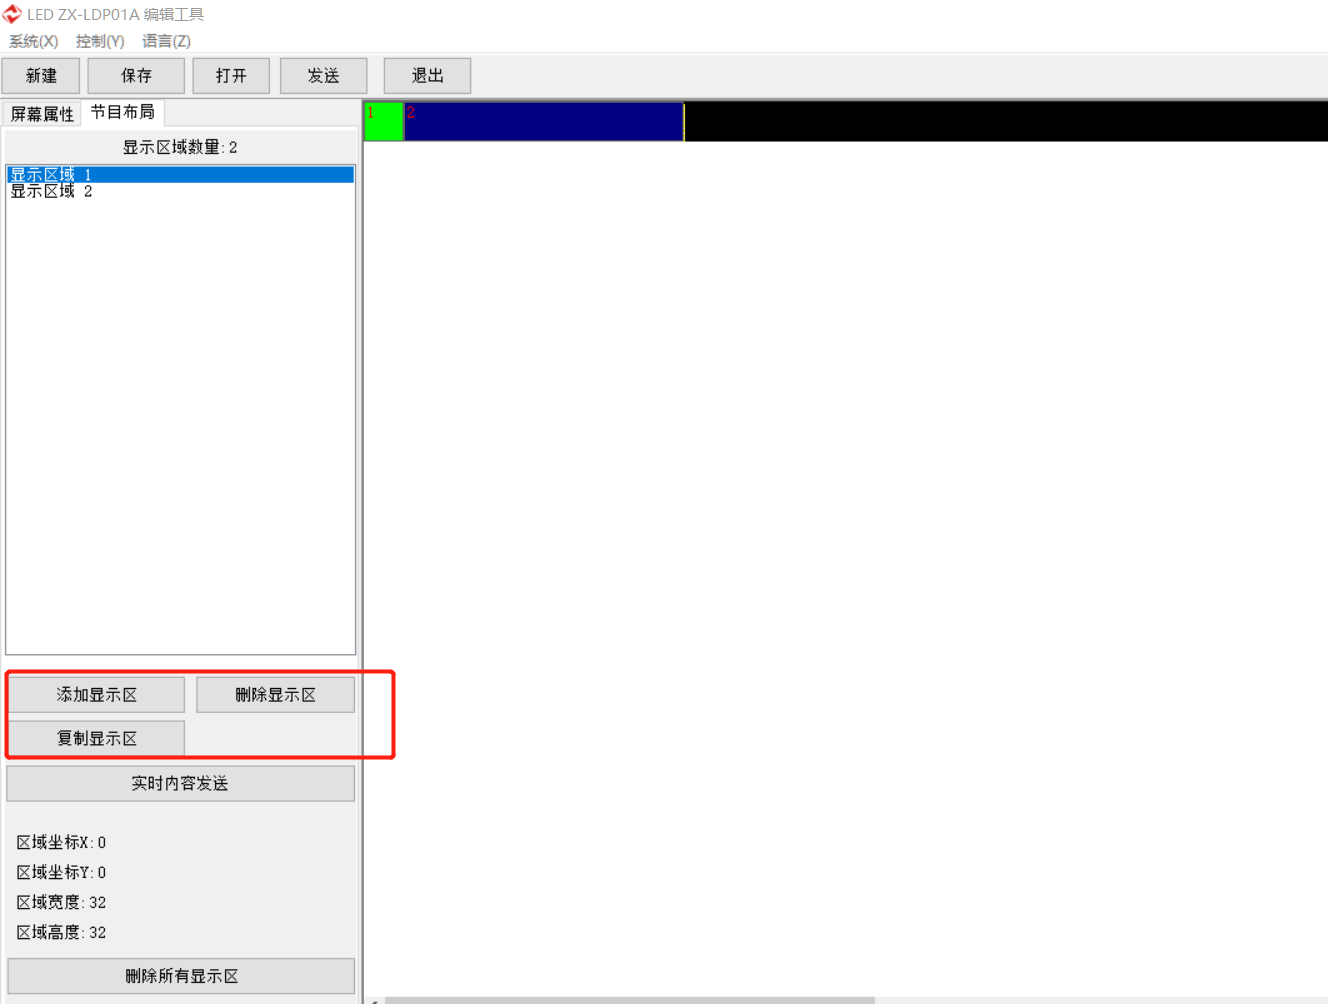 LED ZX-LDP01A 编辑工具
系统(X) 控制(Y) 语言(Z)
新建 保存 打开 发送 退出
屏幕属性 节目布局
1 2
显示区域数量:2
显示区域 1
显示区域 2
添加显示区 删除显示区
复制显示区
实时内容发送
区域坐标X:0
区域坐标Y:0
区域宽度:32
区域高度:32
删除所有显示区